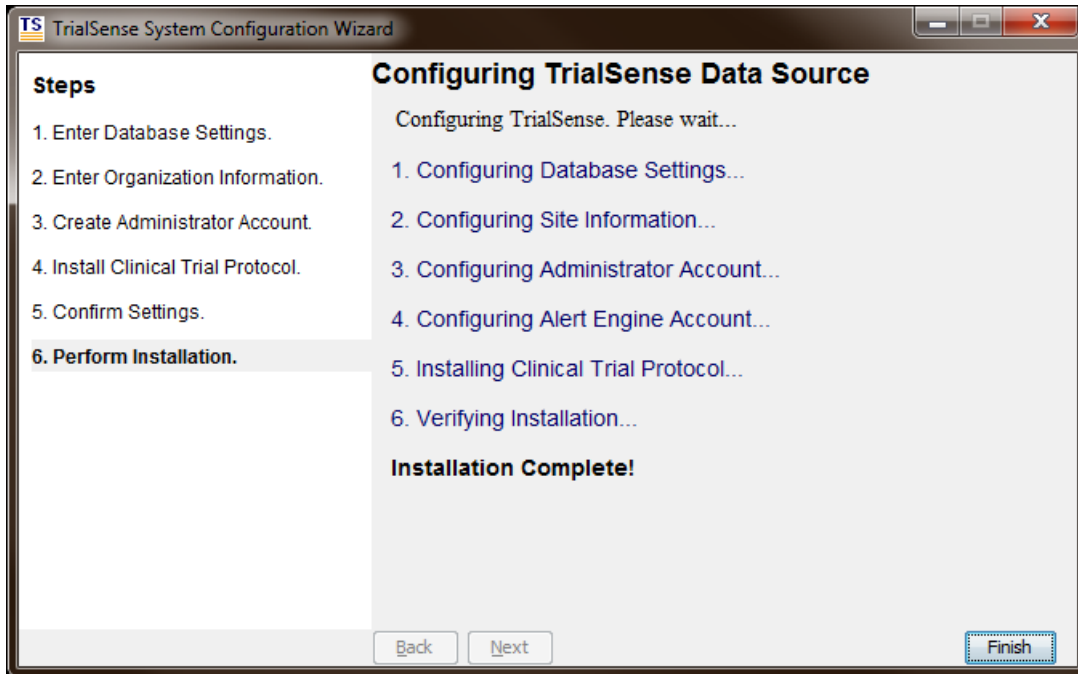 TS TrialSense System Configuration Wizard
Steps
1. Enter Database Settings.
2. Enter Organization Information.
3. Create Administrator Account.
4. Install Clinical Trial Protocol.
5. Confirm Settings.
6. Perform Installation.
Configuring TrialSense Data Source
Configuring TrialSense. Please wait...
1. Configuring Database Settings...
2. Configuring Site Information...
3. Configuring Administrator Account...
4. Configuring Alert Engine Account...
5. Installing Clinical Trial Protocol...
6. Verifying Installation...
Installation Complete!
Back Next Finish